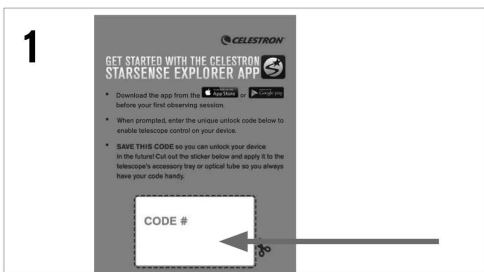 1
CELESTRON
GET STARTED WITH THE CELESTRON
STARSENSE EXPLORER APP
• Download the app from the App Store or Google play
before your first observing session.
• When prompted, enter the unique unlock code below to
enable telescope control on your device.
• SAVE THIS CODE so you can unlock your device
in the future! Cut out the sticker below and apply it to the
telescope's accessory tray or optical tube so you always
have your code handy.
CODE #